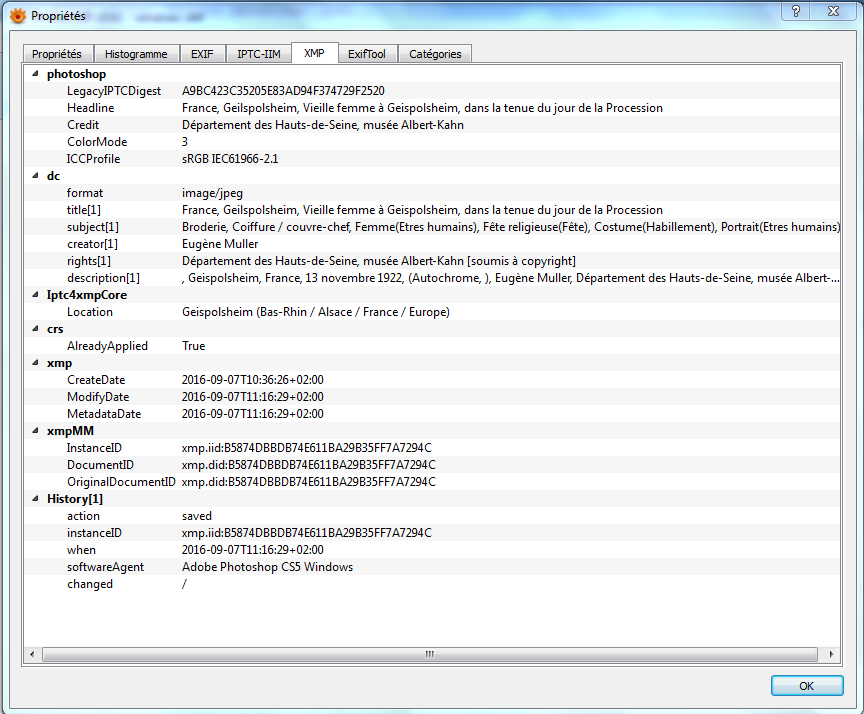 Propriétés
?
Propriétés Histogramme EXIF IPTC-IIM XMP ExifTool Catégories
photoshop
LegacyIPTCDigest A9BC423C35205E83AD94F374729F2520
Headline France, Geilspolsheim, Vieille femme à Geispolsheim, dans la tenue du jour de la Procession
Credit Département des Hauts-de-Seine, musée Albert-Kahn
ColorMode 3
ICCProfile sRGB IEC61966-2.1
dc
format image/jpeg
title[1] France, Geilspolsheim, Vieille femme à Geispolsheim, dans la tenue du jour de la Procession
subject[1] Broderie, Coiffure / couvre-chef, Femme(Etres humains), Fête religieuse(Fête), Costume(Habillement), Portrait(Etres humains)
creator[1] Eugène Muller
rights[1] Département des Hauts-de-Seine, musée Albert-Kahn [soumis à copyright]
description[1] , Geispolsheim, France, 13 novembre 1922, (Autochrome, ), Eugène Muller, Département des Hauts-de-Seine, musée Albert-...
Iptc4xmpCore
Location Geispolsheim (Bas-Rhin / Alsace / France / Europe)
crs
AlreadyApplied True
xmp
CreateDate 2016-09-07T10:36:26+02:00
ModifyDate 2016-09-07T11:16:29+02:00
MetadataDate 2016-09-07T11:16:29+02:00
xmpMM
InstanceID xmp.iid:B5874DBBDB74E611BA29B35FF7A7294C
DocumentID xmp.did:B5874DBBDB74E611BA29B35FF7A7294C
OriginalDocumentID xmp.did:B5874DBBDB74E611BA29B35FF7A7294C
History[1]
action saved
instanceID xmp.iid:B5874DBBDB74E611BA29B35FF7A7294C
when 2016-09-07T11:16:29+02:00
softwareAgent Adobe Photoshop CS5 Windows
changed /
OK